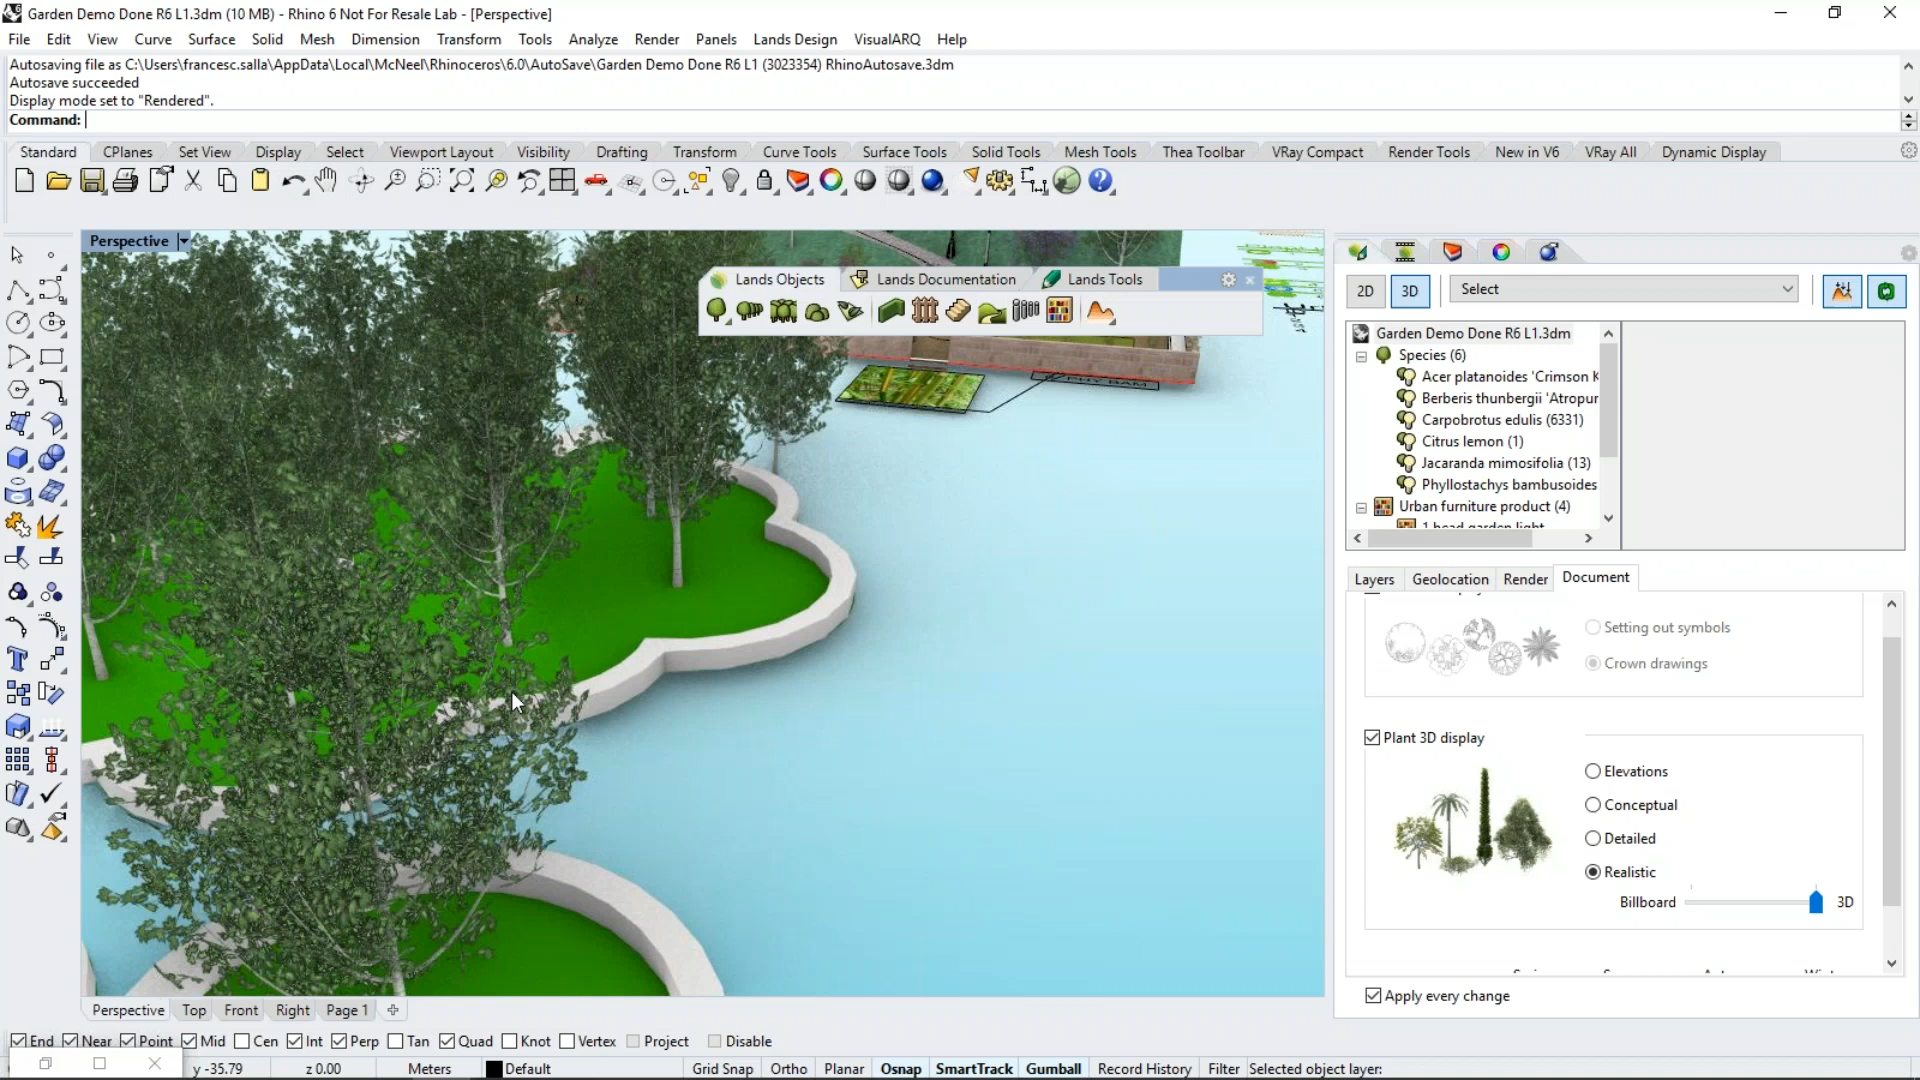 Garden Demo Done R6 L1.3dm (10 MB) - Rhino 6 Not For Resale Lab - [Perspective]
File Edit View Curve Surface Solid Mesh Dimension Transform Tools Analyze Render Panels Lands Design VisualARQ Help
Autosaving file as C:\Users\francesc.salla\AppData\Local\McNeel\Rhinoceros\6.0\AutoSave\Garden Demo Done R6 L1 (3023354) RhinoAutosave.3dm
Autosave succeeded
Display mode set to "Rendered".
Command:
Standard CPlanes Set View Display Select Viewport Layout Visibility Drafting Transform Curve Tools Surface Tools Solid Tools Mesh Tools Thea Toolbar VRay Compact Render Tools New in V6 VRay All Dynamic Display
Perspective
Lands Objects Lands Documentation Lands Tools
2D 3D Select
Garden Demo Done R6 L1.3dm
Species (6)
Acer platanoides 'Crimson K
Berberis thunbergii 'Atropur
Carpobrotus edulis (6331)
Citrus lemon (1)
Jacaranda mimosifolia (13)
Phyllostachys bambusoides
Urban furniture product (4)
1 head garden light
Layers Geolocation Render Document
Setting out symbols
Crown drawings
Plant 3D display
Elevations
Conceptual
Detailed
Realistic
Billboard 3D
Apply every change
Perspective Top Front Right Page 1
End Near Point Mid Cen Int Perp Tan Quad Knot Vertex Project Disable
y -35.79 z 0.00 Meters Default Grid Snap Ortho Planar Osnap SmartTrack Gumball Record History Filter Selected object layer: